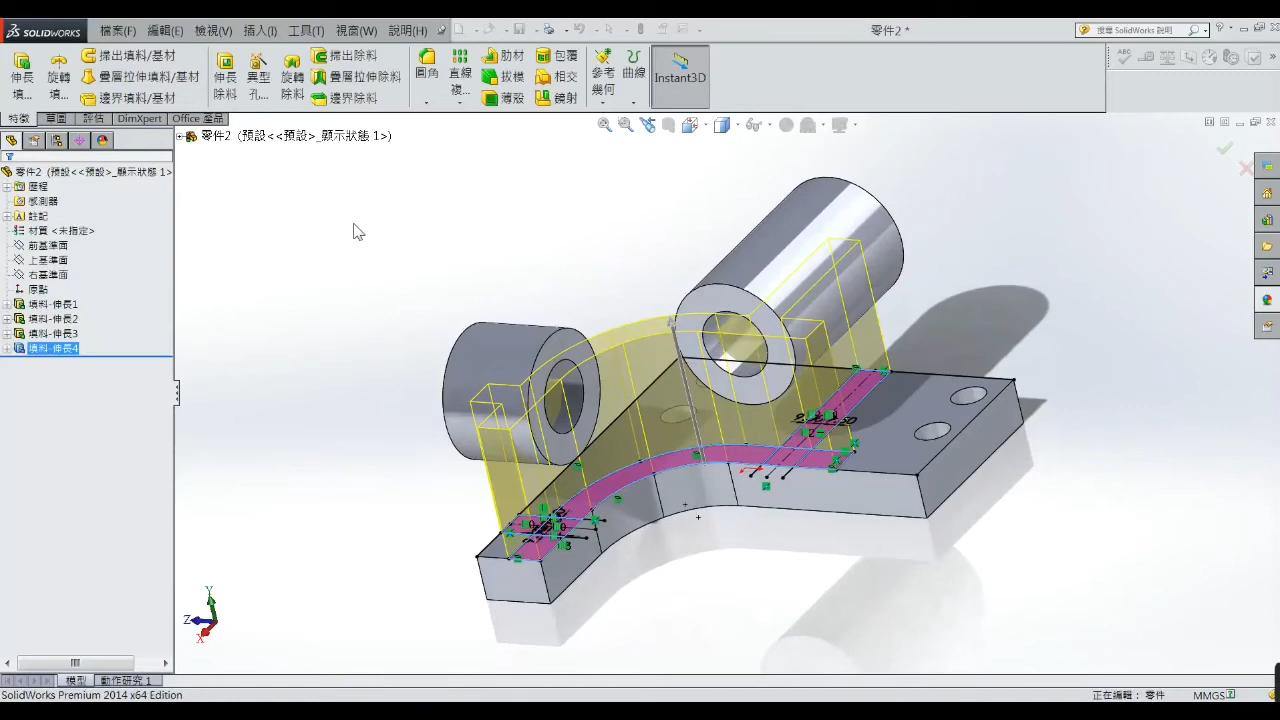 SOLIDWORKS 檔案(F) 編輯(E) 檢視(V) 插入(I) 工具(T) 視窗(W) 說明(H) 零件2 * 搜尋 SolidWorks 說明
伸長填... 旋轉填... 掃出填料/基材 疊層拉伸填料/基材 邊界填料/基材 伸長除料 異型孔... 旋轉除料 掃出除料 疊層拉伸除料 邊界除料 圓角 直線複... 肋材 拔模 薄殼 包覆 相交 鏡射 參考幾何 曲線 Instant3D
特徵 草圖 評估 DimXpert Office 產品
零件2 (預設<<預設>_顯示狀態 1>)
零件2 (預設<<預設>_顯示狀態 1>)
歷程
感測器
註記
材質 <未指定>
前基準面
上基準面
右基準面
原點
填料-伸長1
填料-伸長2
填料-伸長3
填料-伸長4
Y
Z
X
模型 動作研究 1
SolidWorks Premium 2014 x64 Edition 正在編輯： 零件 MMGS